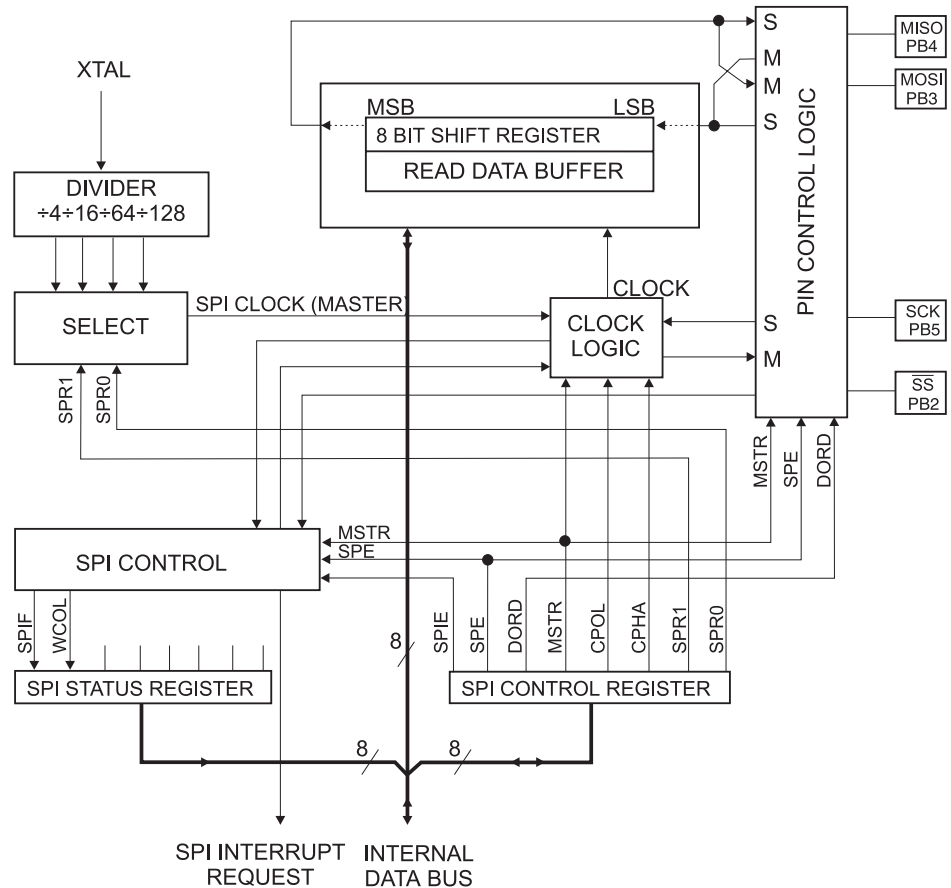 XTAL
DIVIDER
÷4÷16÷64÷128
SELECT
SPI CLOCK (MASTER)
SPR1
SPR0
MSB
LSB
8 BIT SHIFT REGISTER
READ DATA BUFFER
CLOCK
CLOCK
LOGIC
S
M
M
S
S
M
PIN CONTROL LOGIC
MISO
PB4
MOSI
PB3
SCK
PB5
SS
PB2
MSTR
SPE
DORD
SPI CONTROL
MSTR
SPE
SPIF
WCOL
SPI STATUS REGISTER
8
SPIE
SPE
DORD
MSTR
CPOL
CPHA
SPR1
SPR0
SPI CONTROL REGISTER
8
8
SPI INTERRUPT
REQUEST
INTERNAL
DATA BUS